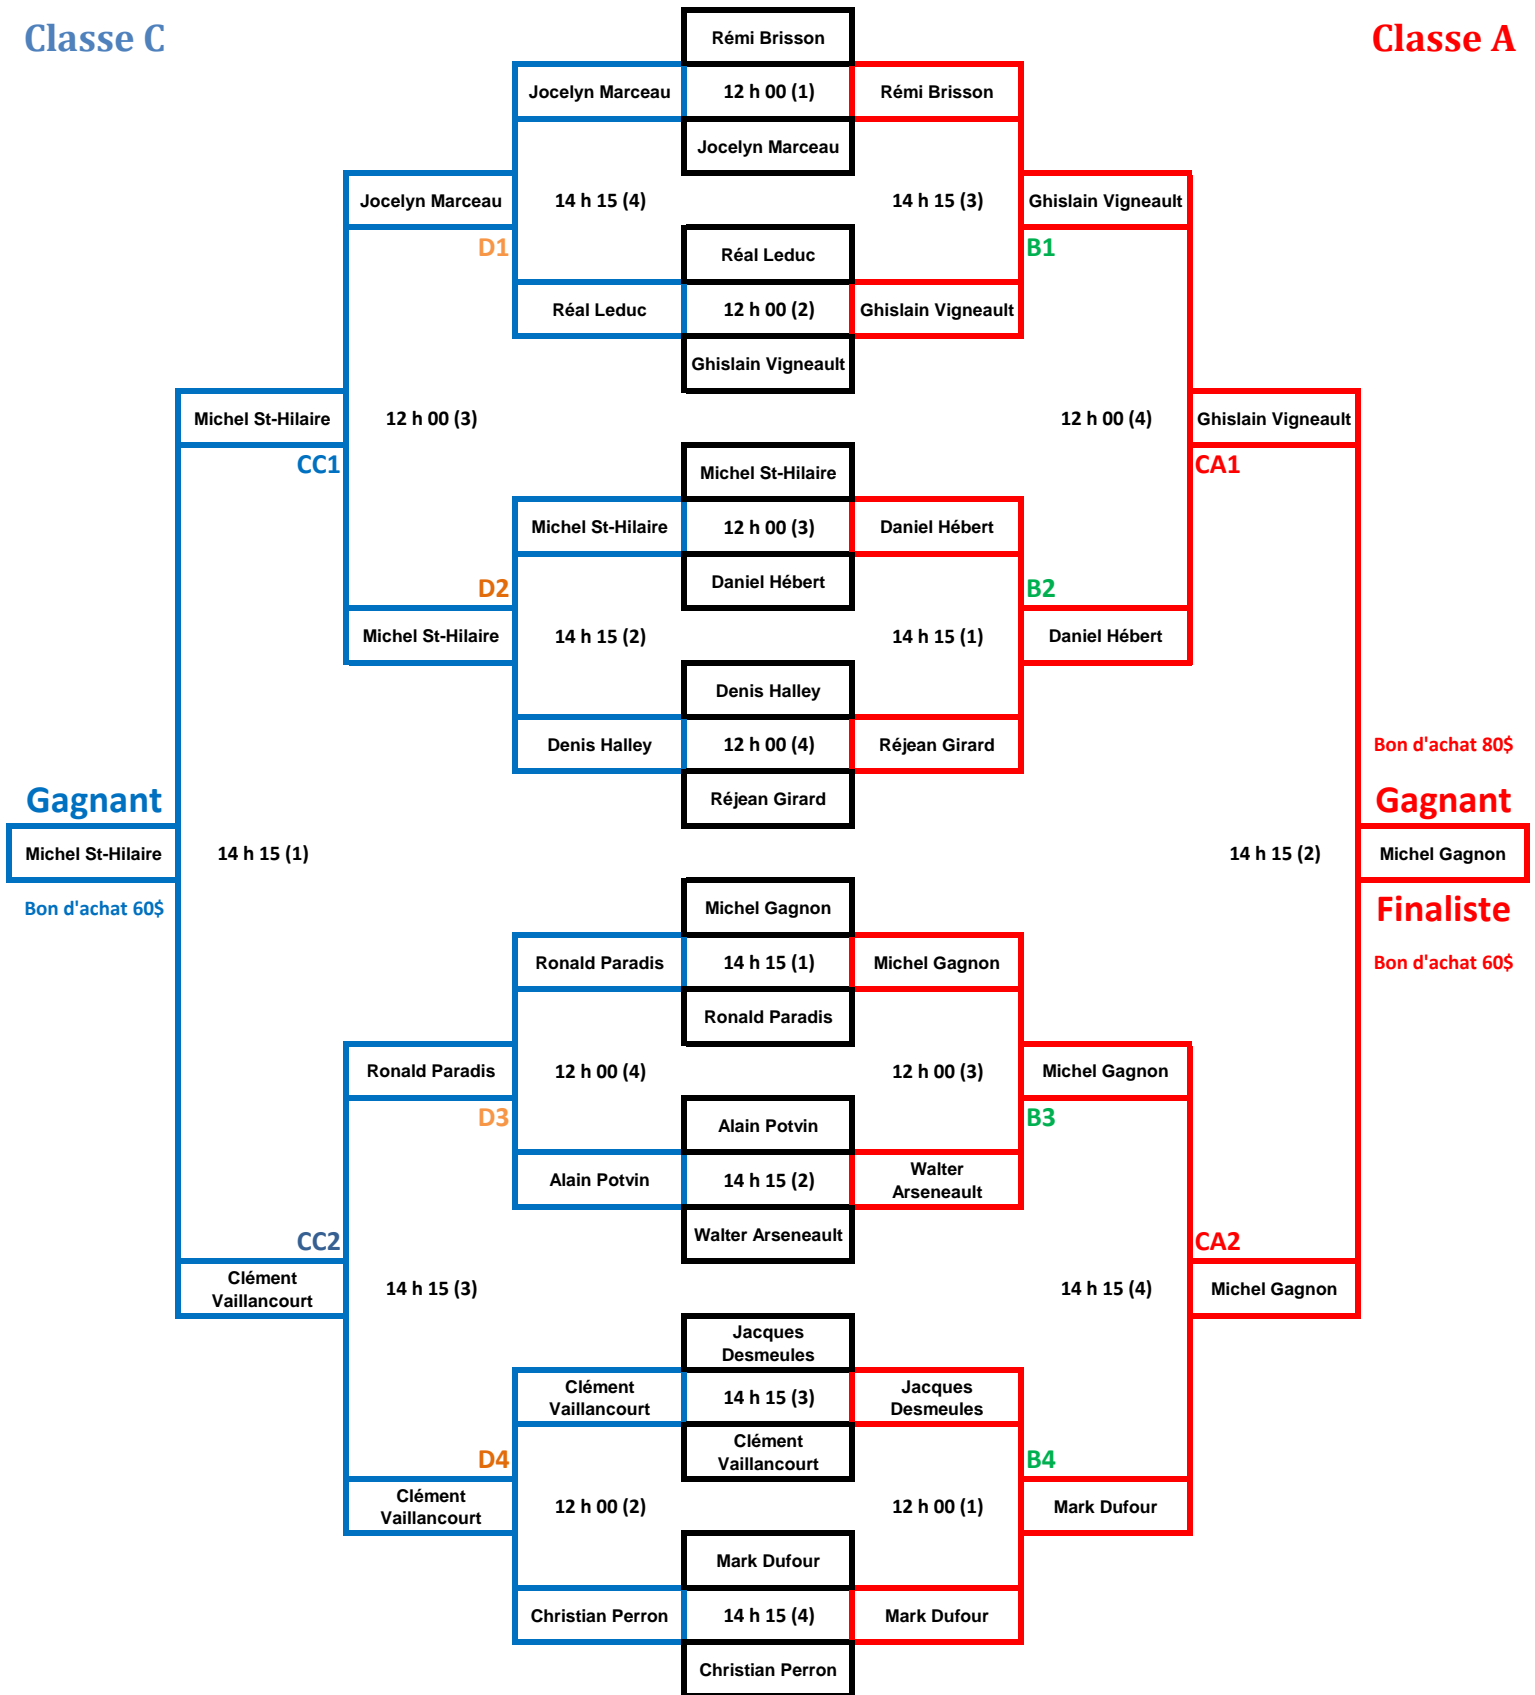 Classe C
Rémi Brisson
Classe A
Jocelyn Marceau
12 h 00 (1)
Rémi Brisson
Jocelyn Marceau
Jocelyn Marceau
14 h 15 (4)
14 h 15 (3)
Ghislain Vigneault
D1
Réal Leduc
B1
Réal Leduc
12 h 00 (2)
Ghislain Vigneault
Ghislain Vigneault
Michel St-Hilaire
12 h 00 (3)
12 h 00 (4)
Ghislain Vigneault
CC1
Michel St-Hilaire
CA1
Michel St-Hilaire
12 h 00 (3)
Daniel Hébert
D2
Daniel Hébert
B2
Michel St-Hilaire
14 h 15 (2)
14 h 15 (1)
Daniel Hébert
Denis Halley
Denis Halley
12 h 00 (4)
Réjean Girard
Bon d'achat 80$
Gagnant
Réjean Girard
Gagnant
Michel St-Hilaire
14 h 15 (1)
14 h 15 (2)
Michel Gagnon
Bon d'achat 60$
Michel Gagnon
Finaliste
Ronald Paradis
14 h 15 (1)
Michel Gagnon
Bon d'achat 60$
Ronald Paradis
Ronald Paradis
12 h 00 (4)
12 h 00 (3)
Michel Gagnon
D3
Alain Potvin
B3
Alain Potvin
14 h 15 (2)
Walter
Arseneault
CC2
Walter Arseneault
CA2
Clément
Vaillancourt
14 h 15 (3)
14 h 15 (4)
Michel Gagnon
Jacques
Desmeules
Clément
Vaillancourt
14 h 15 (3)
Jacques
Desmeules
D4
Clément
Vaillancourt
B4
Clément
Vaillancourt
12 h 00 (2)
12 h 00 (1)
Mark Dufour
Mark Dufour
Christian Perron
14 h 15 (4)
Mark Dufour
Christian Perron